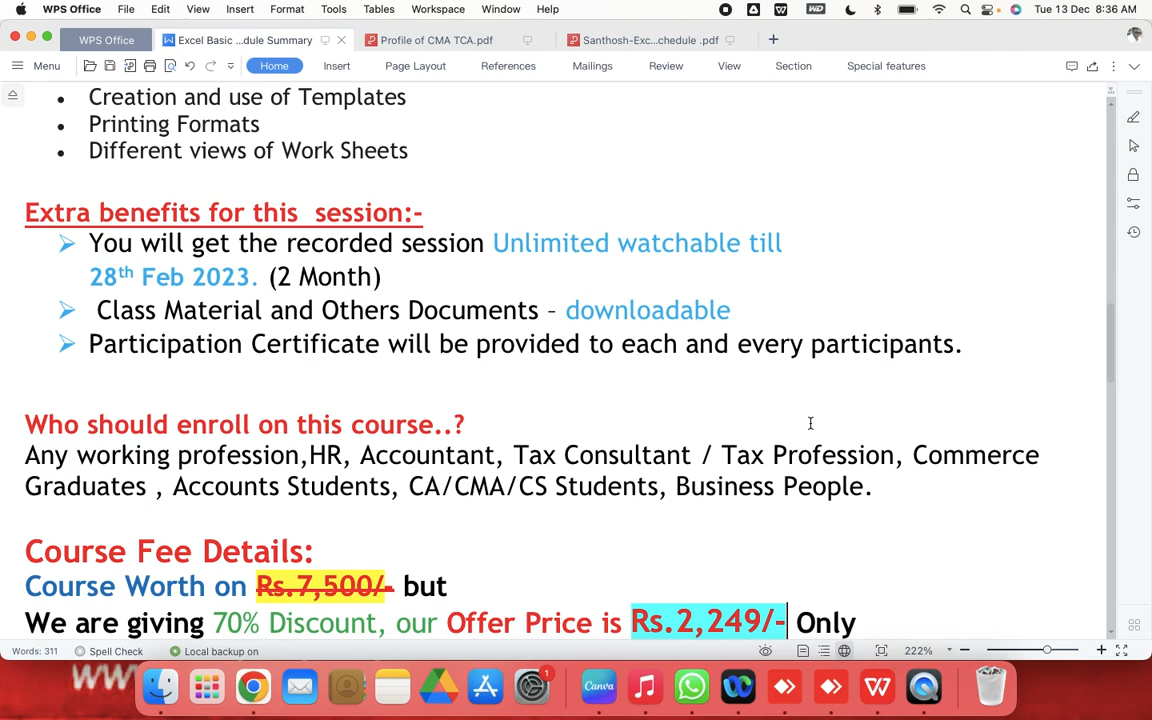 WPS Office File Edit View Insert Format Tools Tables Workspace Window Help Tue 13 Dec 8:36 AM
WPS Office Excel Basic ...dule Summary Profile of CMA TCA.pdf Santhosh-Exc...chedule .pdf
Menu Home Insert Page Layout References Mailings Review View Section Special features
• Creation and use of Templates
• Printing Formats
• Different views of Work Sheets
Extra benefits for this session:-
You will get the recorded session Unlimited watchable till
28th Feb 2023. (2 Month)
Class Material and Others Documents – downloadable
Participation Certificate will be provided to each and every participants.
Who should enroll on this course..?
Any working profession,HR, Accountant, Tax Consultant / Tax Profession, Commerce
Graduates , Accounts Students, CA/CMA/CS Students, Business People.
Course Fee Details:
Course Worth on Rs.7,500/- but
We are giving 70% Discount, our Offer Price is Rs.2,249/- Only
Words: 311 Spell Check Local backup on 222%
WW
Canva
1